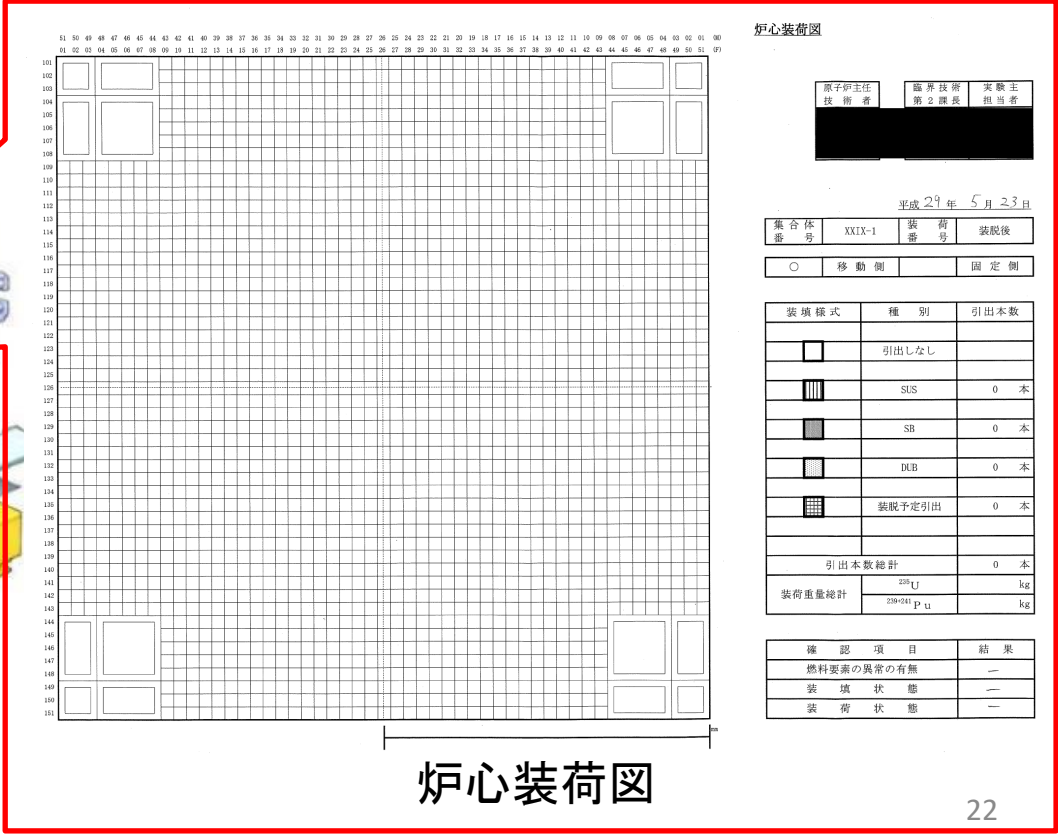 炉心装荷図
51 50 49 48 47 46 45 44 43 42 41 40 39 38 37 36 35 34 33 32 31 30 29 28 27 26 25 24 23 22 21 20 19 18 17 16 15 14 13 12 11 10 09 08 07 06 05 04 03 02 01 (M)
01 02 03 04 05 06 07 08 09 10 11 12 13 14 15 16 17 18 19 20 21 22 23 24 25 26 27 28 29 30 31 32 33 34 35 36 37 38 39 40 41 42 43 44 45 46 47 48 49 50 51 (F)
101
102
103
104
105
106
107
108
109
110
111
112
113
114
115
116
117
118
119
120
121
122
123
124
125
126
127
128
129
130
131
132
133
134
135
136
137
138
139
140
141
142
143
144
145
146
147
148
149
150
151
mm
原子炉主任 臨界技術 実験主
技術者 第2課長 担当者
平成 29 年 5 月 23 日
集合体 XXIX-1 装荷 装脱後
番号 番号
○ 移動側 固定側
装填様式 種別 引出本数
引出しなし
SUS 0 本
SB 0 本
DUB 0 本
装脱予定引出 0 本
引出本数総計 0 本
装荷重量総計 235U kg
239+241Pu kg
確認項目 結果
燃料要素の異常の有無 ―
装填状態 ―
装荷状態 ―
炉心装荷図
22